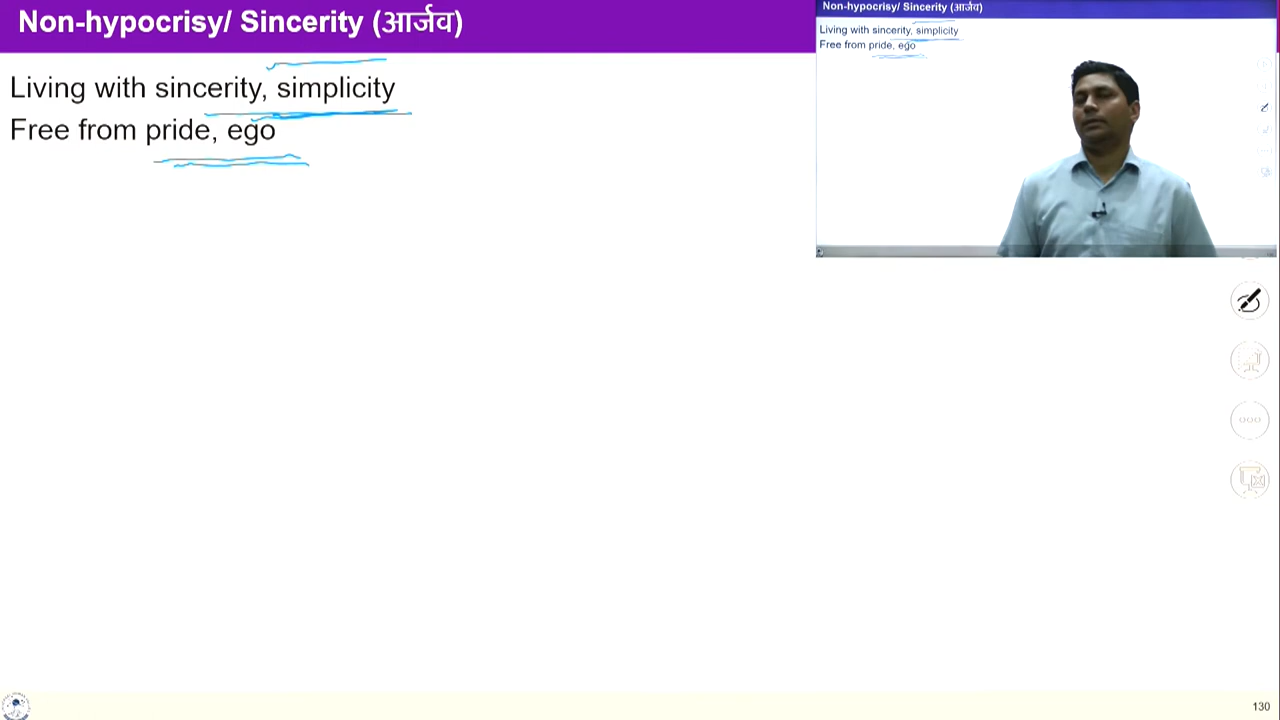 Non-hypocrisy/ Sincerity (आर्जव)
Living with sincerity, simplicity
Free from pride, ego
Non-hypocrisy/ Sincerity (आर्जव)
Living with sincerity, simplicity
Free from pride, ego
130